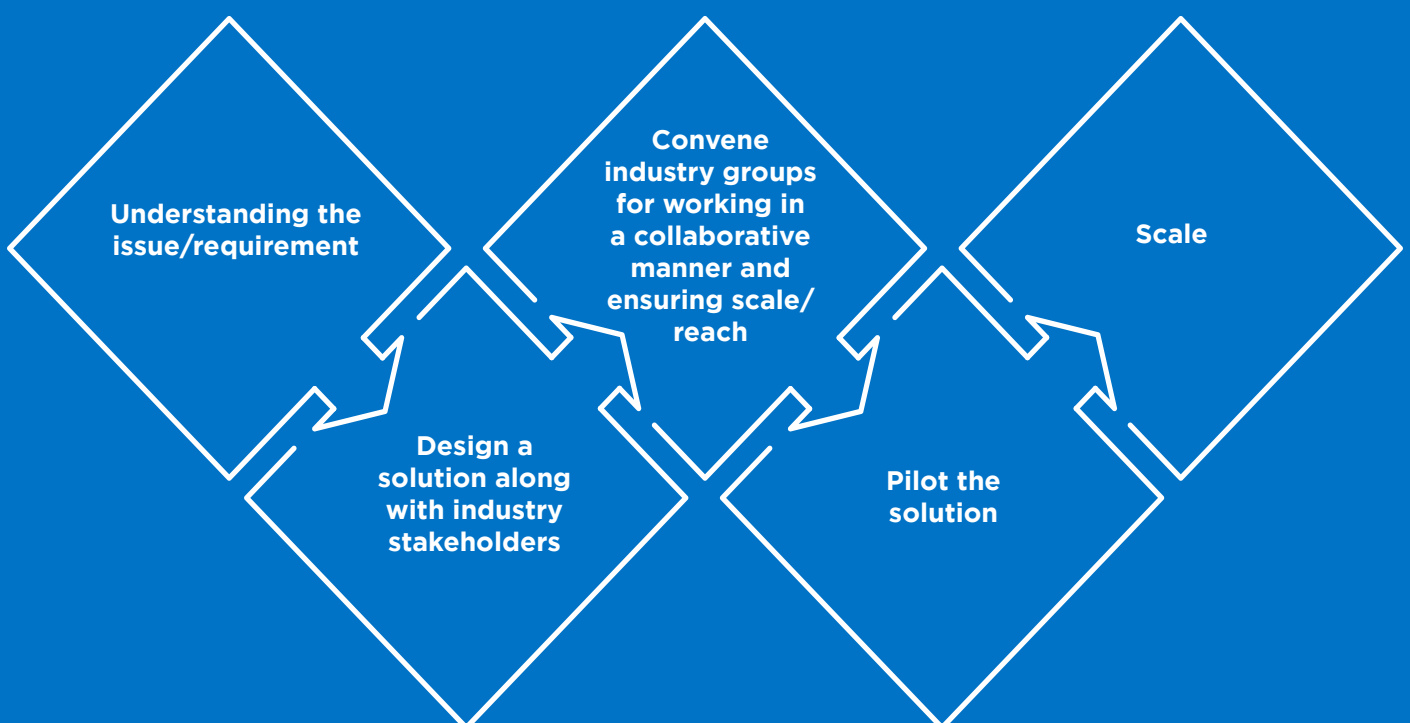 Understanding the
issue/requirement
Design a
solution along
with industry
stakeholders
Convene
industry groups
for working in
a collaborative
manner and
ensuring scale/
reach
Pilot the
solution
Scale